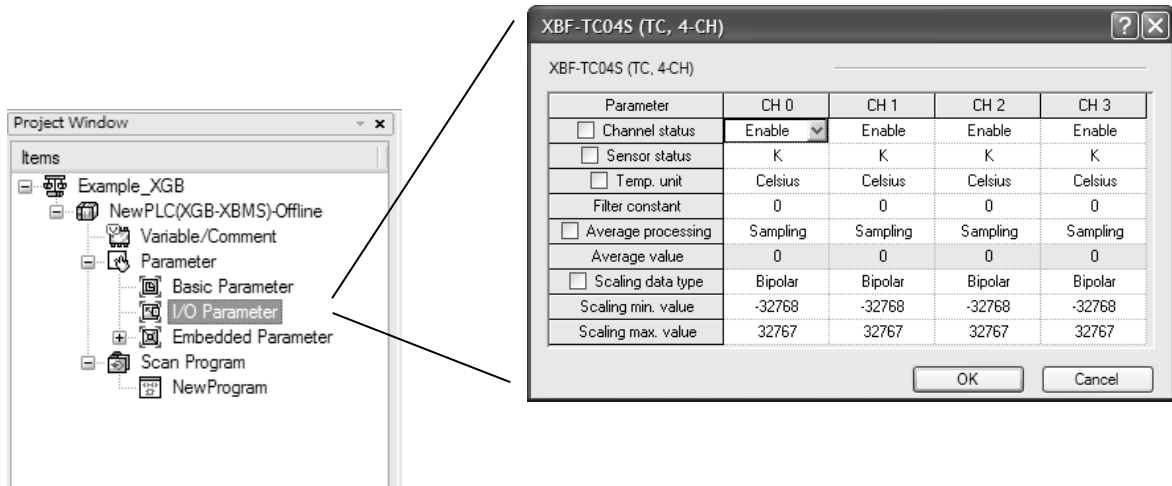 Project Window
Items
Example_XGB
NewPLC(XGB-XBMS)-Offline
Variable/Comment
Parameter
Basic Parameter
I/O Parameter
Embedded Parameter
Scan Program
NewProgram
XBF-TC04S (TC, 4-CH)
XBF-TC04S (TC, 4-CH)
Parameter CH 0 CH 1 CH 2 CH 3
Channel status Enable Enable Enable Enable
Sensor status K K K K
Temp. unit Celsius Celsius Celsius Celsius
Filter constant 0 0 0 0
Average processing Sampling Sampling Sampling Sampling
Average value 0 0 0 0
Scaling data type Bipolar Bipolar Bipolar Bipolar
Scaling min. value -32768 -32768 -32768 -32768
Scaling max. value 32767 32767 32767 32767
OK Cancel